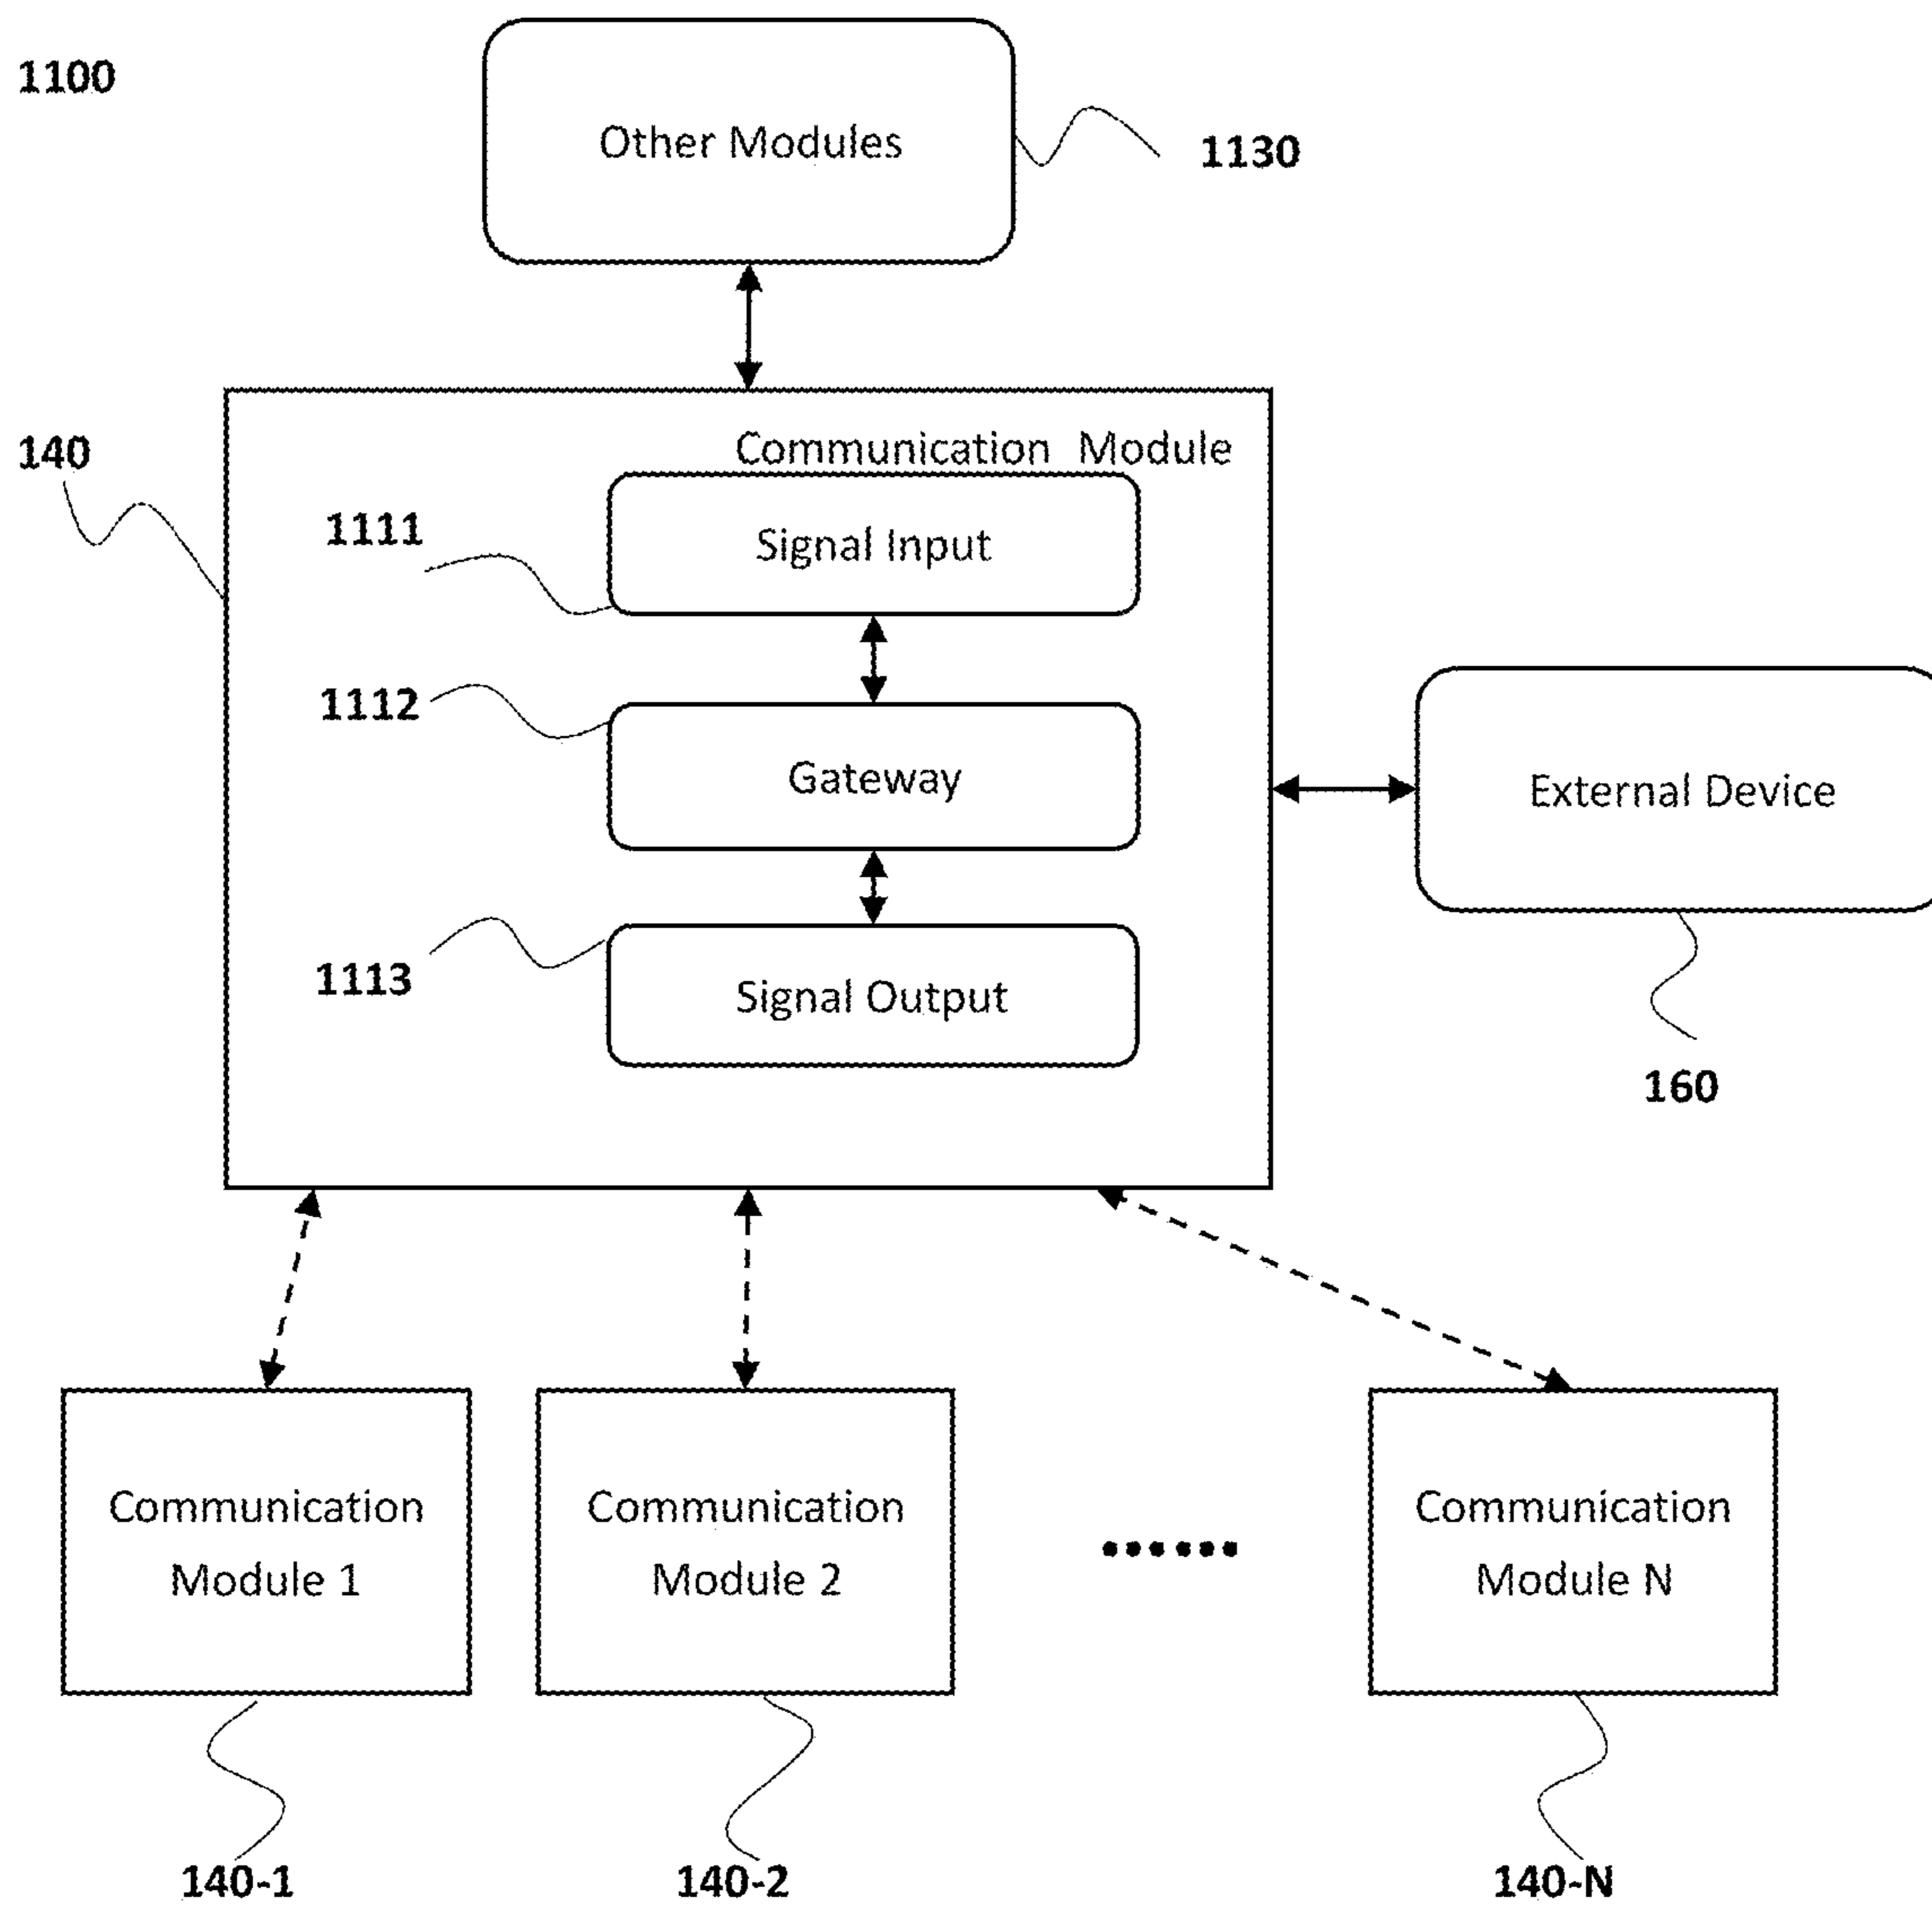 1100
Other Modules
1130
140
Communication Module
1111
Signal Input
1112
Gateway
External Device
1113
Signal Output
160
Communication
Module 1
Communication
Module 2
......
Communication
Module N
140-1
140-2
140-N